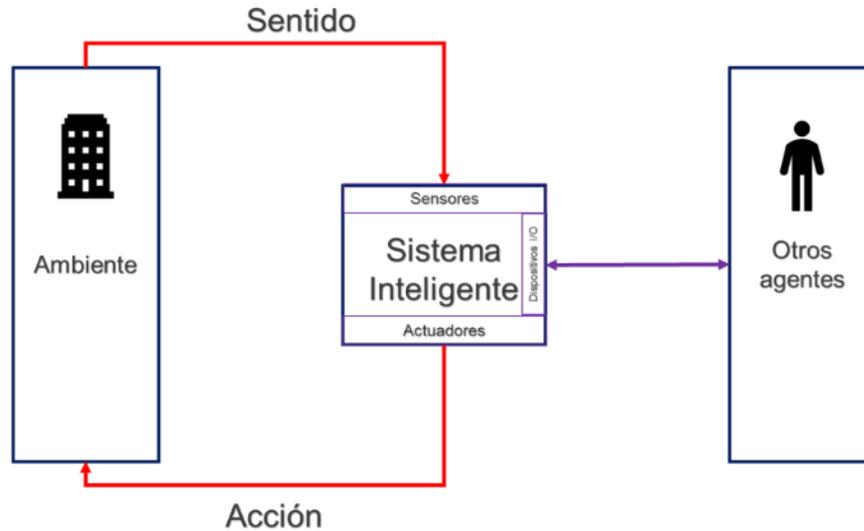 Sentido
Ambiente
Sensores
Sistema
Inteligente
Dispositivos I/O
Actuadores
Otros
agentes
Acción